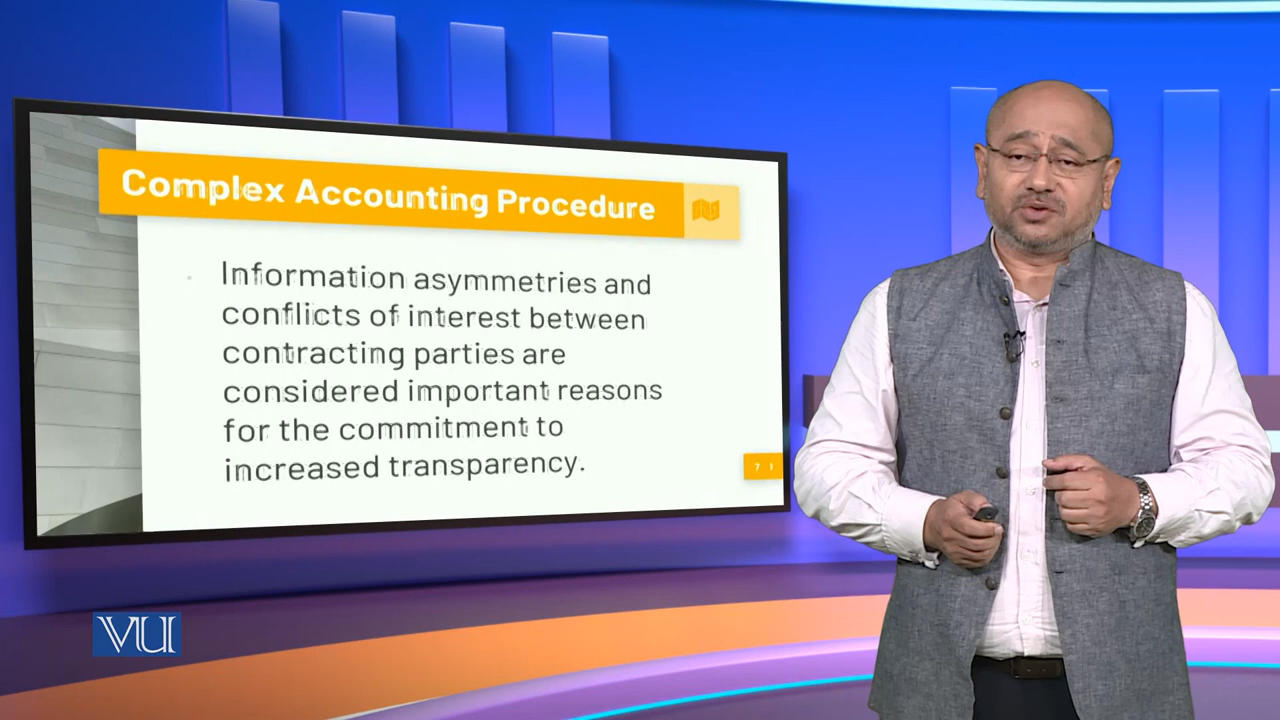 Complex Accounting Procedure
Information asymmetries and
conflicts of interest between
contracting parties are
considered important reasons
for the commitment to
increased transparency.
VU